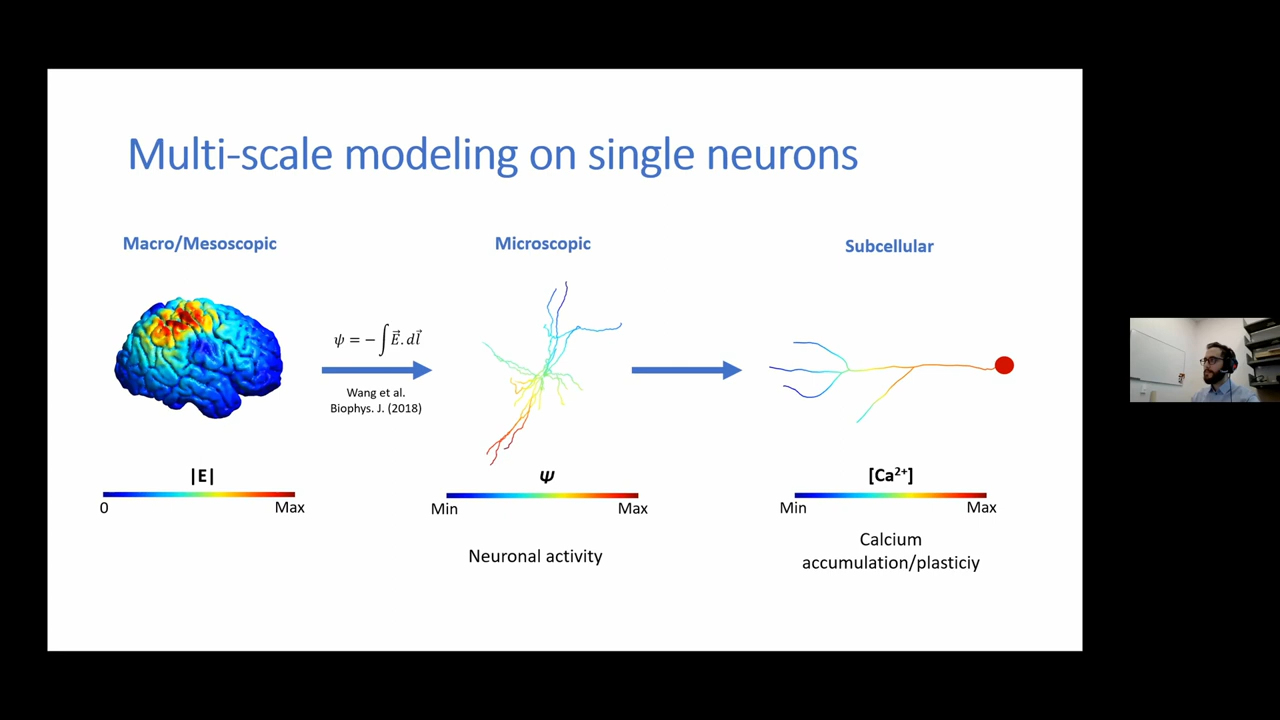 Multi-scale modeling on single neurons
Macro/Mesoscopic
Microscopic
Subcellular
ψ = −∫E⃗.dl⃗
Wang et al.
Biophys. J. (2018)
|E|
0
Max
Ψ
Min
Max
Neuronal activity
[Ca²⁺]
Min
Max
Calcium
accumulation/plasticiy